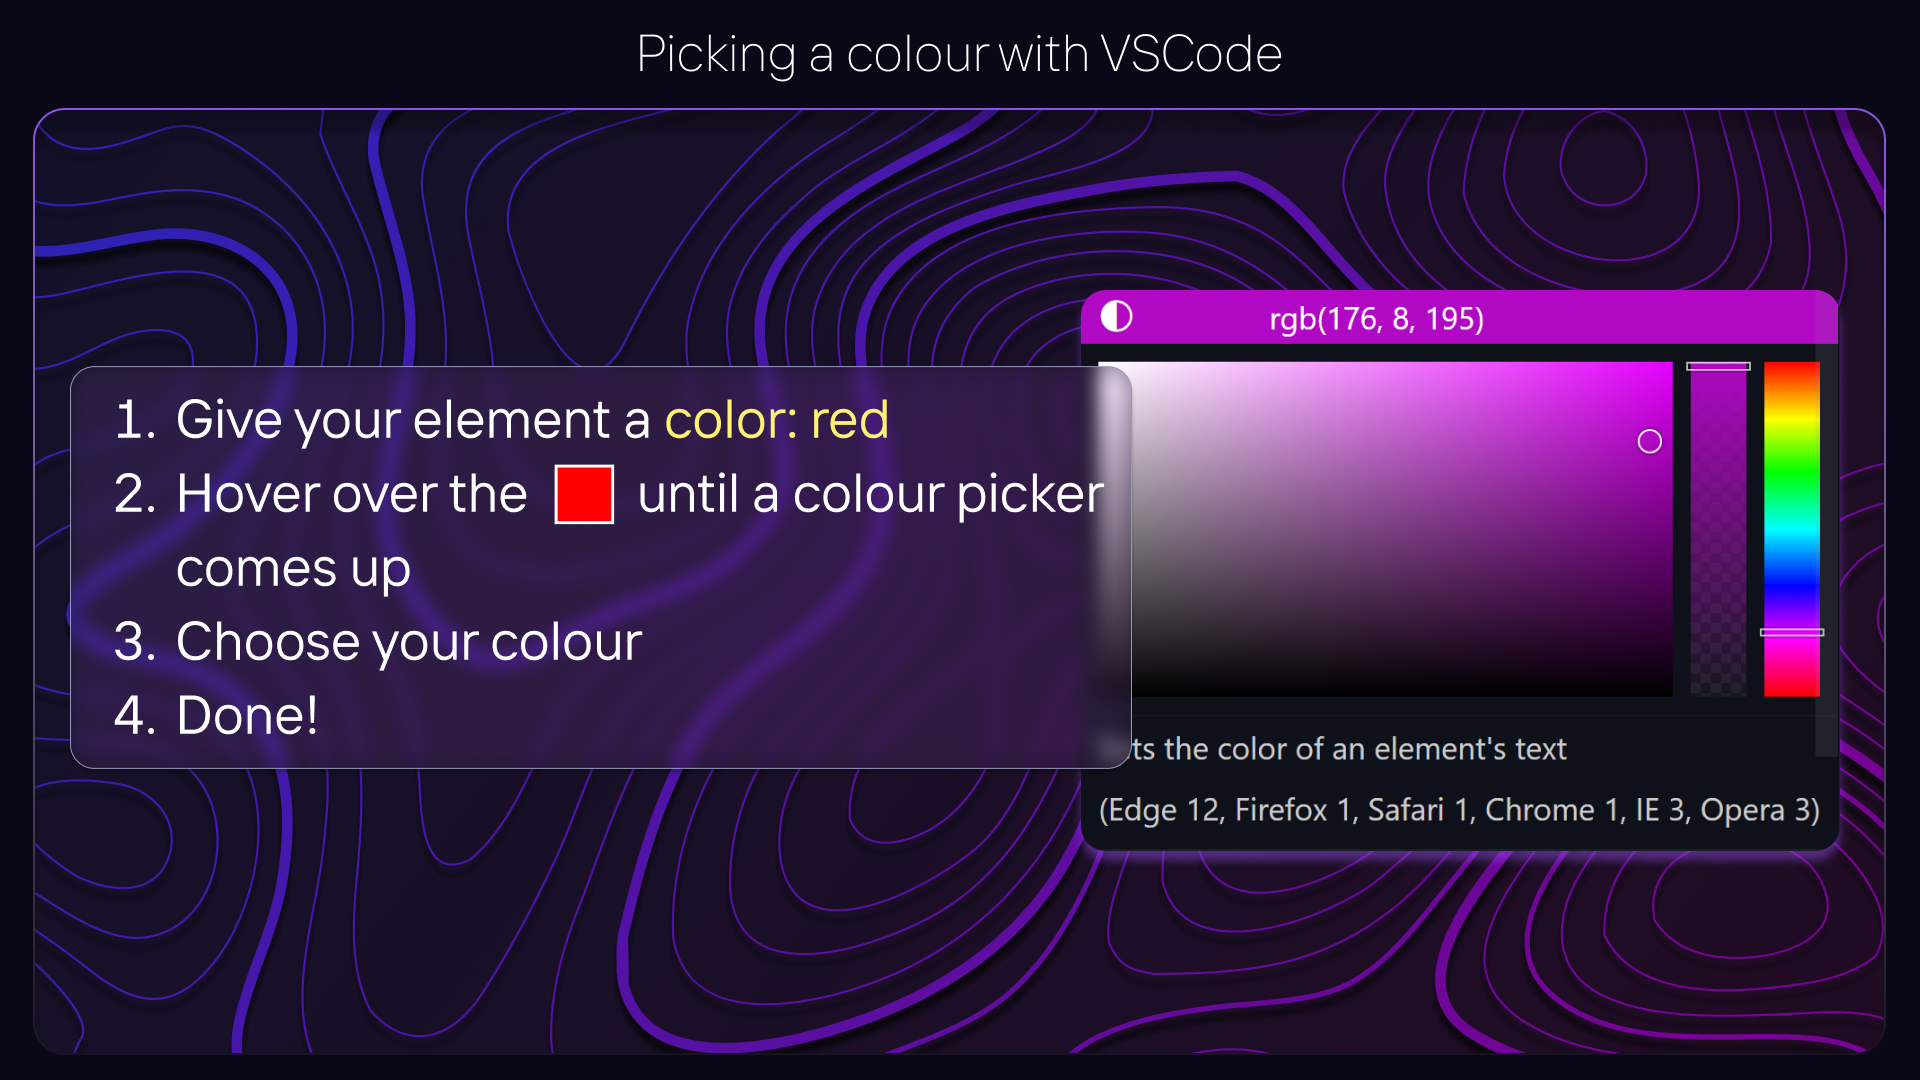 Picking a colour with VSCode
rgb(176, 8, 195)
1. Give your element a color: red
2. Hover over the until a colour picker
comes up
3. Choose your colour
4. Done!
the color of an element's text
(Edge 12, Firefox 1, Safari 1, Chrome 1, IE 3, Opera 3)